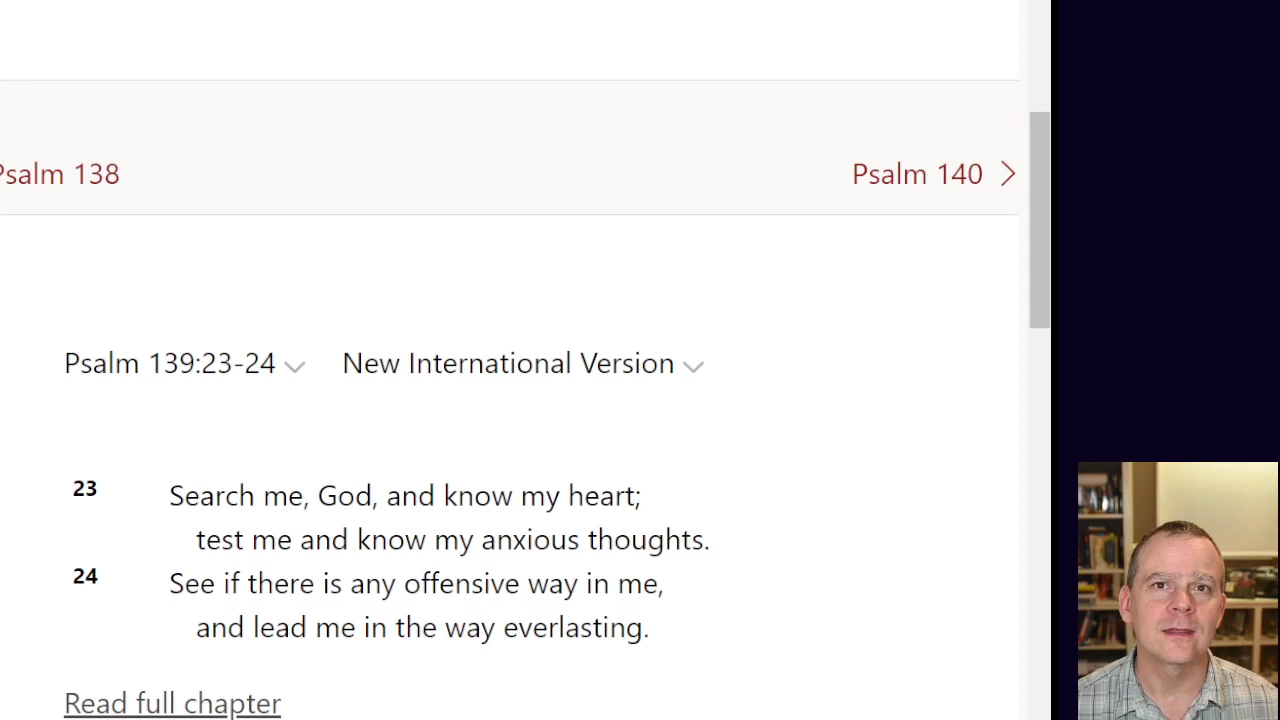 Psalm 138
Psalm 140
Psalm 139:23-24 New International Version
23 Search me, God, and know my heart;
test me and know my anxious thoughts.
24 See if there is any offensive way in me,
and lead me in the way everlasting.
Read full chapter